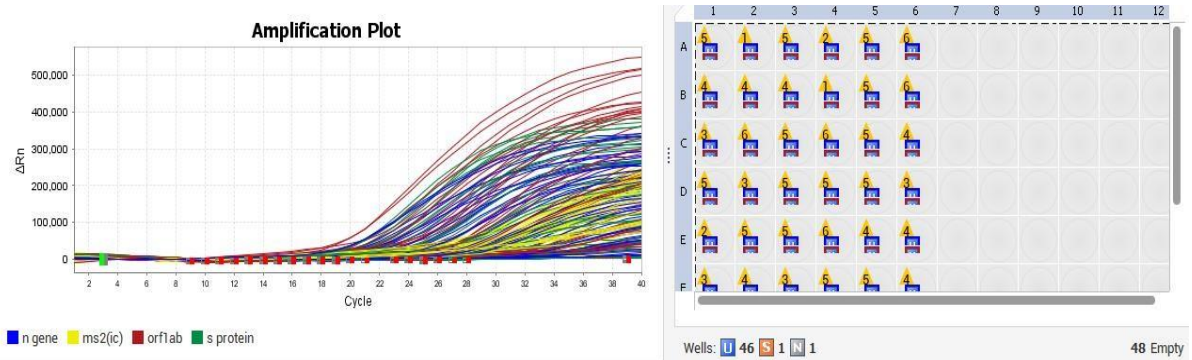 Amplification Plot
500,000
400,000
300,000
200,000
100,000
0
ΔRn
2 4 6 8 10 12 14 16 18 20 22 24 26 28 30 32 34 36 38 40
Cycle
n gene ms2(ic) orf1ab s protein
1 2 3 4 5 6 7 8 9 10 11 12
A 5 1 5 2 5 6
B 4 4 4 1 5 6
C 3 6 5 6 5 4
D 5 3 5 5 5 3
E 2 5 5 6 4 4
F 3 4 5 5 4
Wells: U 46 S 1 N 1 48 Empty